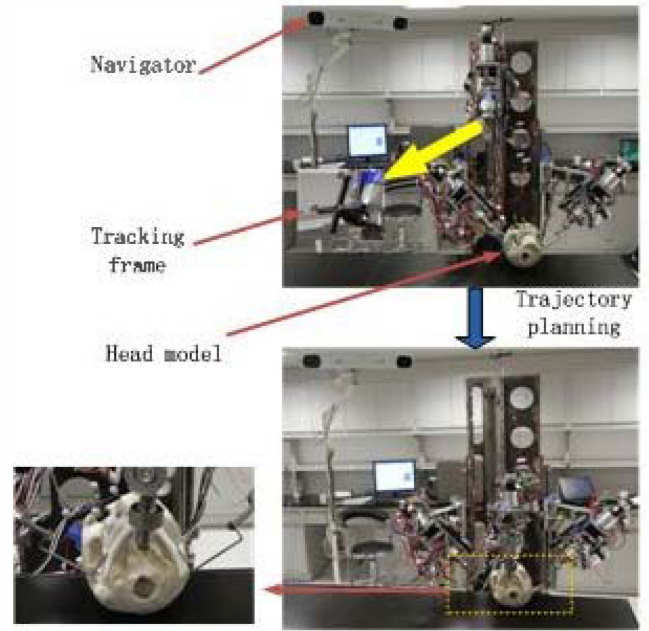 Navigator
Tracking
frame
Head model
Trajectory
planning